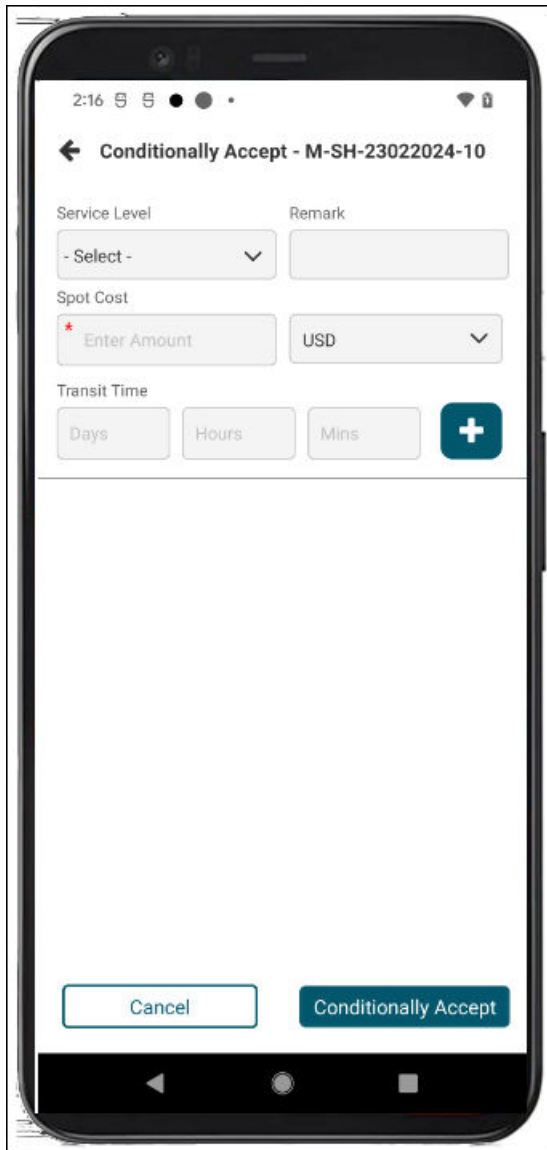 2:16
Conditionally Accept - M-SH-23022024-10
Service Level Remark
- Select -
Spot Cost
* Enter Amount USD
Transit Time
Days Hours Mins +
Cancel Conditionally Accept